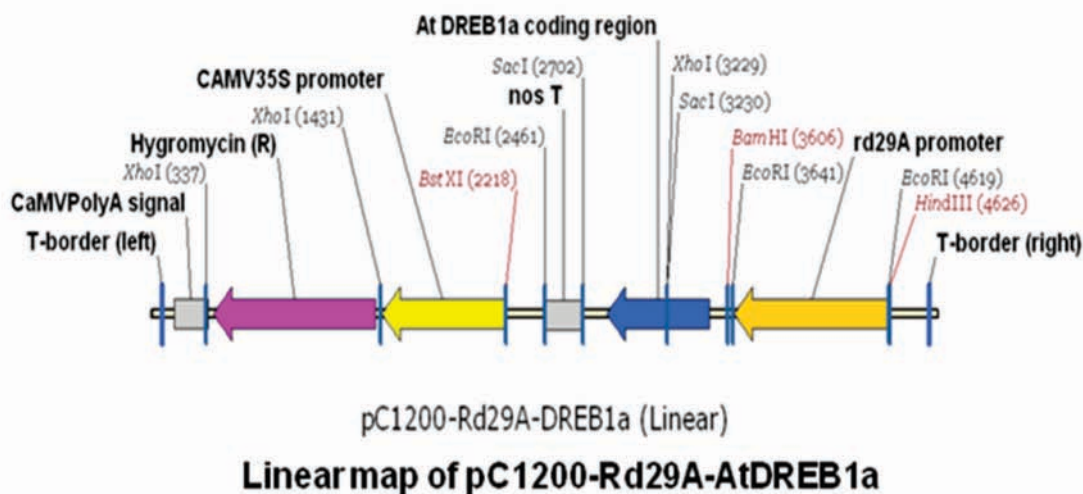 At DREB1a coding region
SacI (2702)
XhoI (3229)
CAMV35S promoter
nos T
SacI (3230)
XhoI (1431)
EcoRI (2461)
BamHI (3606)
rd29A promoter
Hygromycin (R)
XhoI (337)
BstXI (2218)
EcoRI (3641)
EcoRI (4619)
CaMVPolyA signal
HindIII (4626)
T-border (left)
T-border (right)
pC1200-Rd29A-DREB1a (Linear)
Linear map of pC1200-Rd29A-AtDREB1a